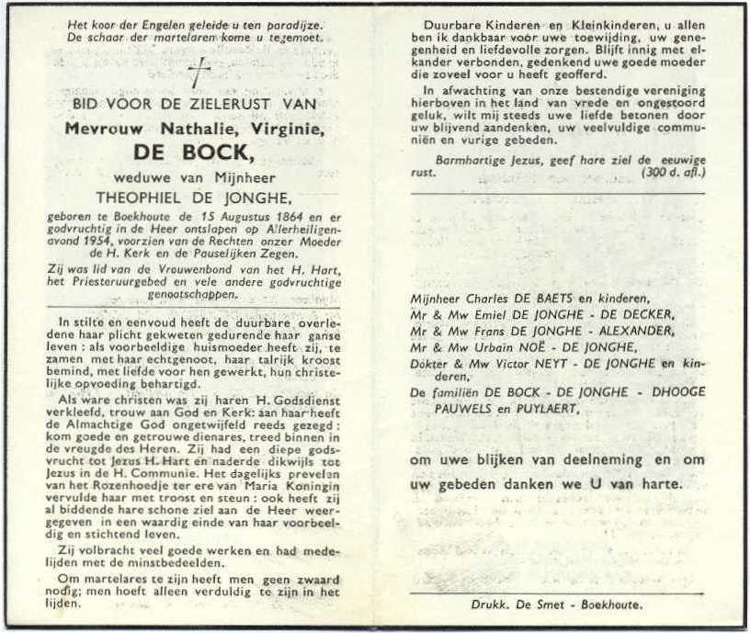 Het koor der Engelen geleide u ten paradijze.
De schaar der martelaren kome u tegemoet.
BID VOOR DE ZIELERUST VAN
Mevrouw Nathalie, Virginie,
DE BOCK,
weduwe van Mijnheer
THEOPHIEL DE JONGHE,
geboren te Boekhoute de 15 Augustus 1864 en er
godvruchtig in de Heer ontslapen op Allerheiligen-
avond 1954, voorzien van de Rechten onzer Moeder
de H. Kerk en de Pauselijken Zegen.
Zij was lid van de Vrouwenbond van het H. Hart,
het Priesteruurgebed en vele andere godvruchtige
genootschappen.
In stilte en eenvoud heeft de duurbare overle-
dene haar plicht gekweten gedurende haar ganse
leven : als voorbeeldige huismoeder heeft zij, te
zamen met haar echtgenoot, haar talrijk kroost
bemind, met liefde voor hen gewerkt, hun christe-
lijke opvoeding behartigd.
Als ware christen was zij haren H. Godsdienst
verkleefd, trouw aan God en Kerk: aan haar heeft
de Almachtige God ongetwijfeld reeds gezegd :
kom goede en getrouwe dienares, treed binnen in
de vreugde des Heren. Zij had een diepe gods-
vrucht tot Jezus H. Hart en naderde dikwijls tot
Jezus in de H. Communie. Het dagelijks prevelen
van het Rozenhoedje ter ere van Maria Koningin
vervulde haar met troost en steun : ook heeft zij
al biddende hare schone ziel aan de Heer weer-
gegeven in een waardig einde van haar voorbeel-
dig en stichtend leven.
Zij volbracht veel goede werken en had mede-
lijden met de minstbedeelden.
Om martelares te zijn heeft men geen zwaard
nodig; men hoeft alleen verduldig te zijn in het
lijden.
Duurbare Kinderen en Kleinkinderen, u allen
ben ik dankbaar voor uwe toewijding, uw gene-
genheid en liefdevolle zorgen. Blijft innig met el-
kander verbonden, gedenkend uwe goede moeder
die zoveel voor u heeft geofferd.
In afwachting van onze bestendige vereniging
hierboven in het land van vrede en ongestoord
geluk, wilt mij steeds uwe liefde betonen door
uw blijvend aandenken, uw veelvuldige commu-
niën en vurige gebeden.
Barmhartige Jezus, geef hare ziel de eeuwige
rust. (300 d. afl.)
Mijnheer Charles DE BAETS en kinderen,
Mr & Mw Emiel DE JONGHE - DE DECKER,
Mr & Mw Frans DE JONGHE - ALEXANDER,
Mr & Mw Urbain NOË - DE JONGHE,
Dokter & Mw Victor NEYT - DE JONGHE en kin-
deren,
De familiën DE BOCK - DE JONGHE - DHOOGE
PAUWELS en PUYLAERT,
om uwe blijken van deelneming en om
uw gebeden danken we U van harte.
Drukk. De Smet - Boekhoute.